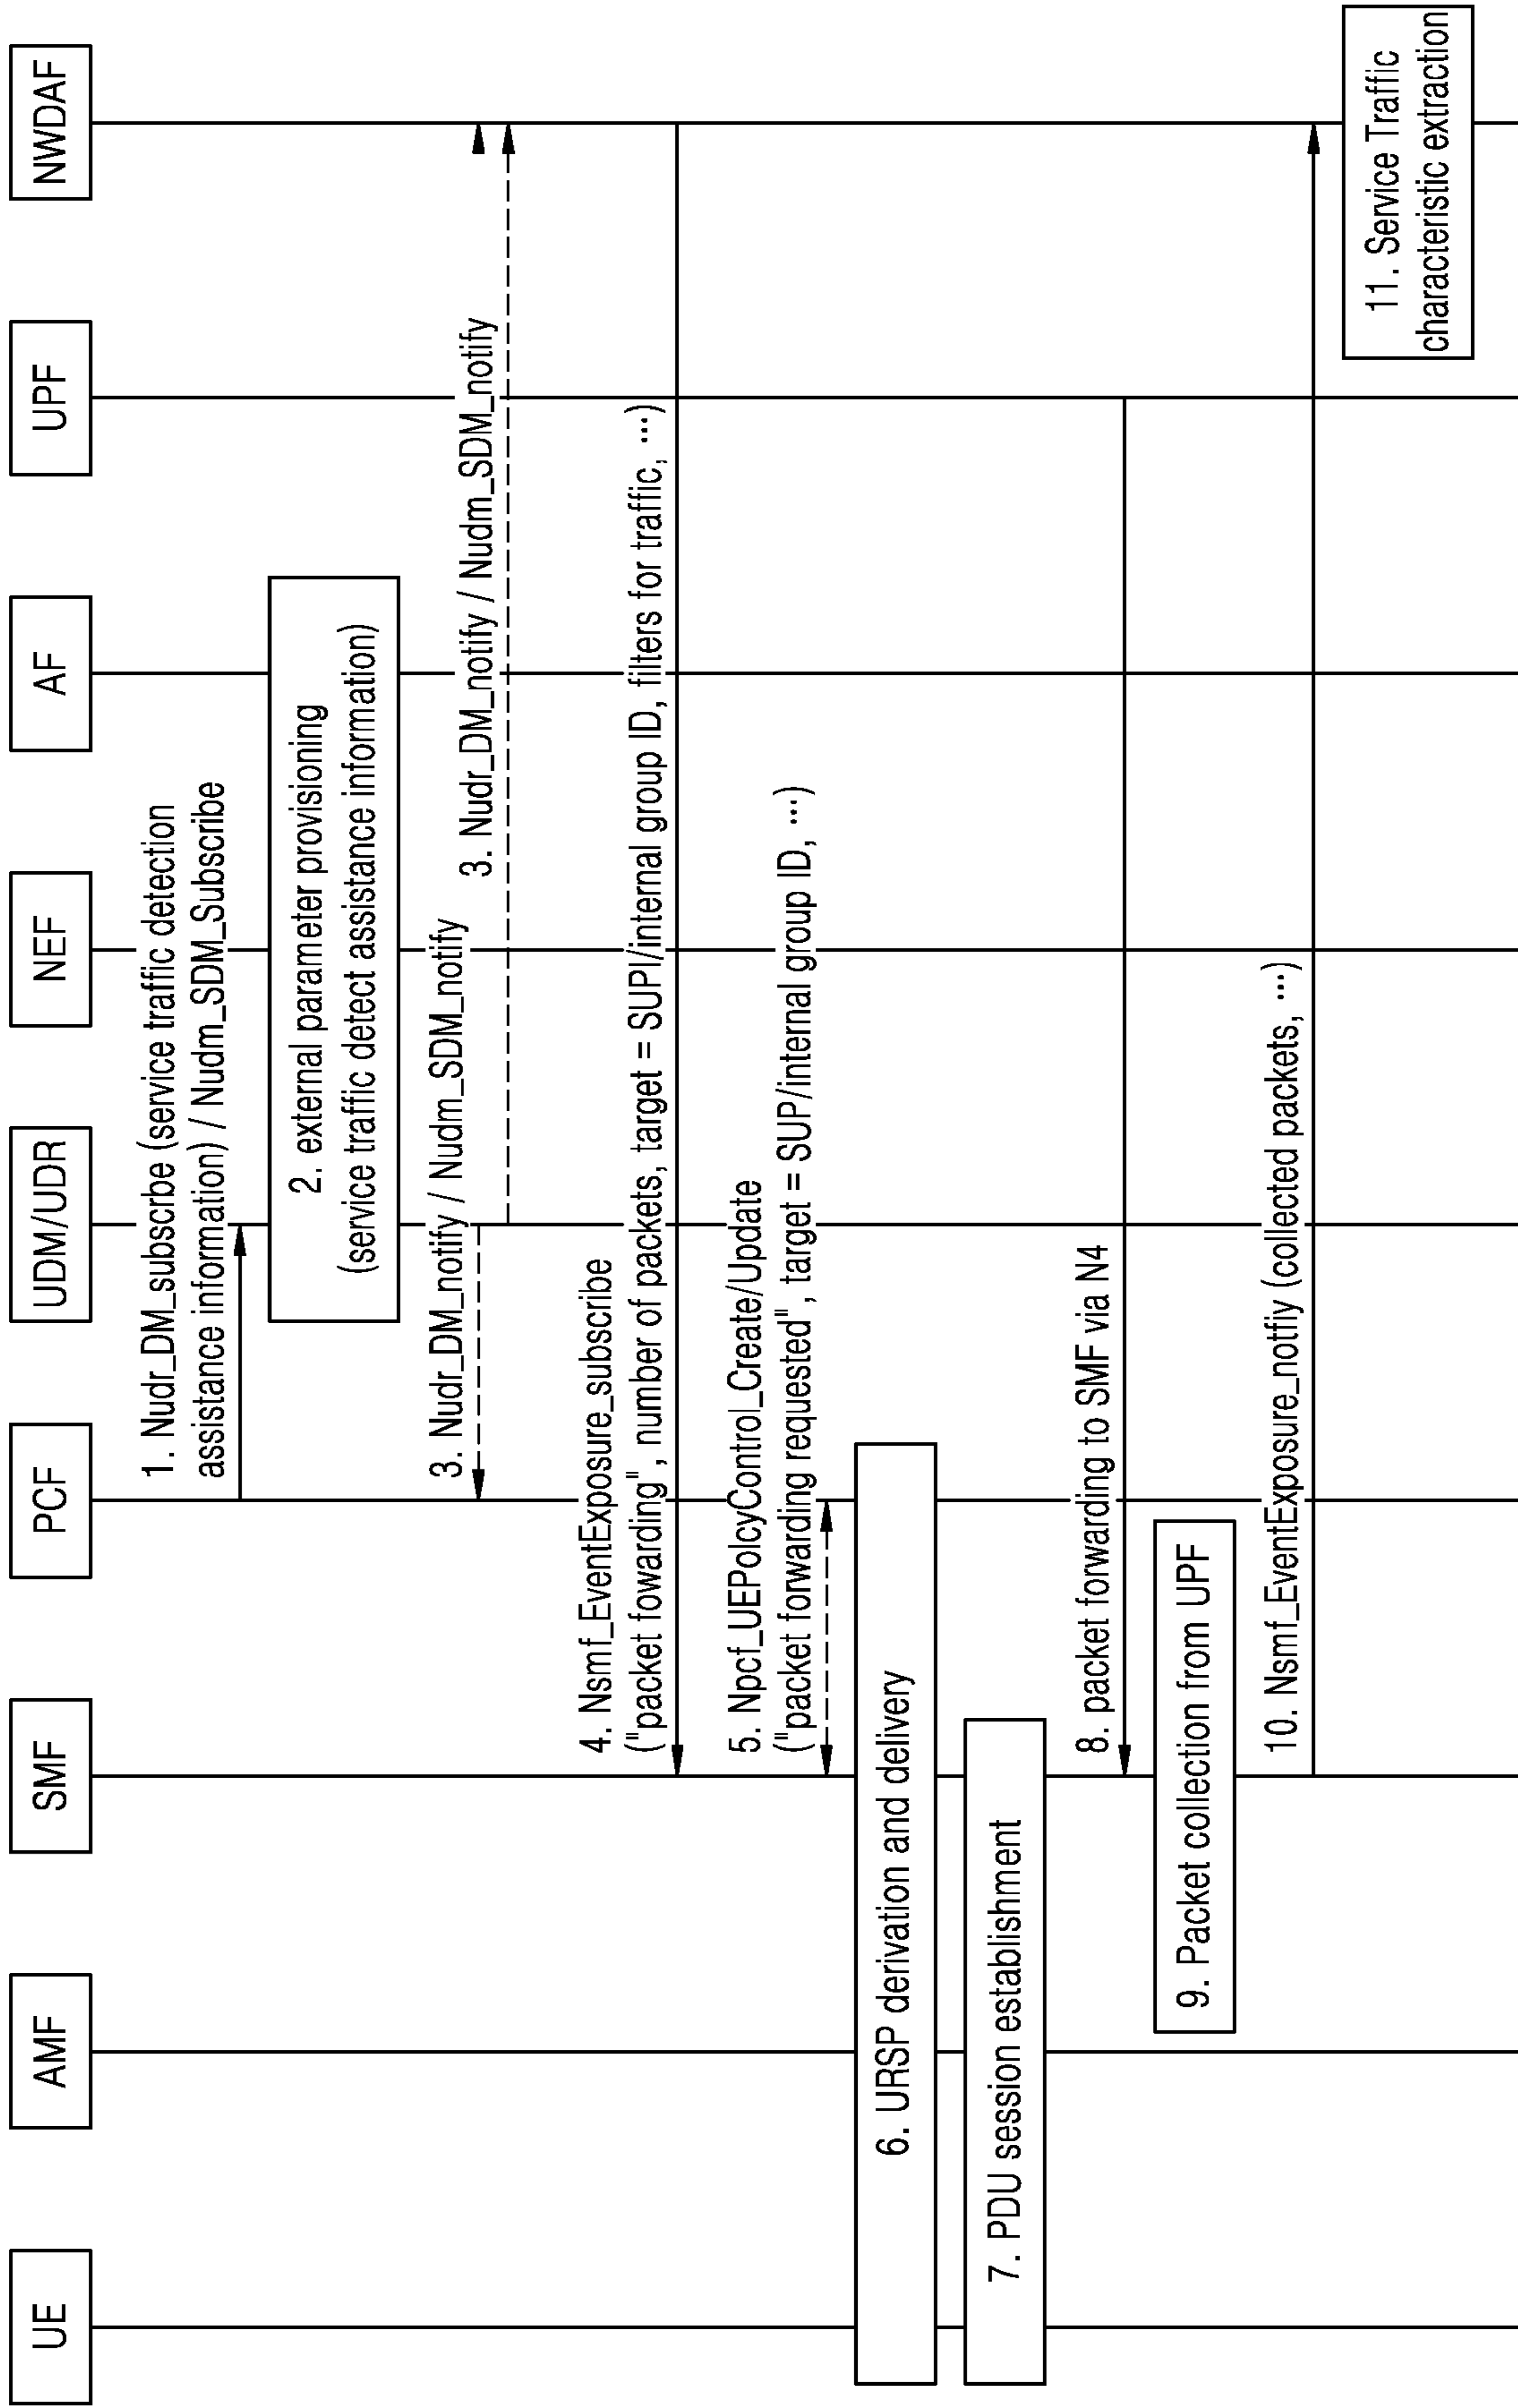 UE
AMF
SMF
PCF
UDM/UDR
NEF
AF
UPF
NWDAF
1. Nudr_DM_subscrbe (service traffic detection
assistance information) / Nudm_SDM_Subscribe
2. external parameter provisioning
(service traffic detect assistance information)
3. Nudr_DM_notify / Nudm_SDM_notify
3. Nudr_DM_notify / Nudm_SDM_notify
4. Nsmf_EventExposure_subscribe
("packet fowarding", number of packets, target = SUPI/internal group ID, filters for traffic, ···)
5. Npcf_UEPolcyControl_Create/Update
("packet forwarding requested", target = SUP/internal group ID, ···)
6. URSP derivation and delivery
7. PDU session establishment
8. packet forwarding to SMF via N4
9. Packet collection from UPF
10. Nsmf_EventExposure_notfiy (collected packets, ···)
11. Service Traffic
characteristic extraction